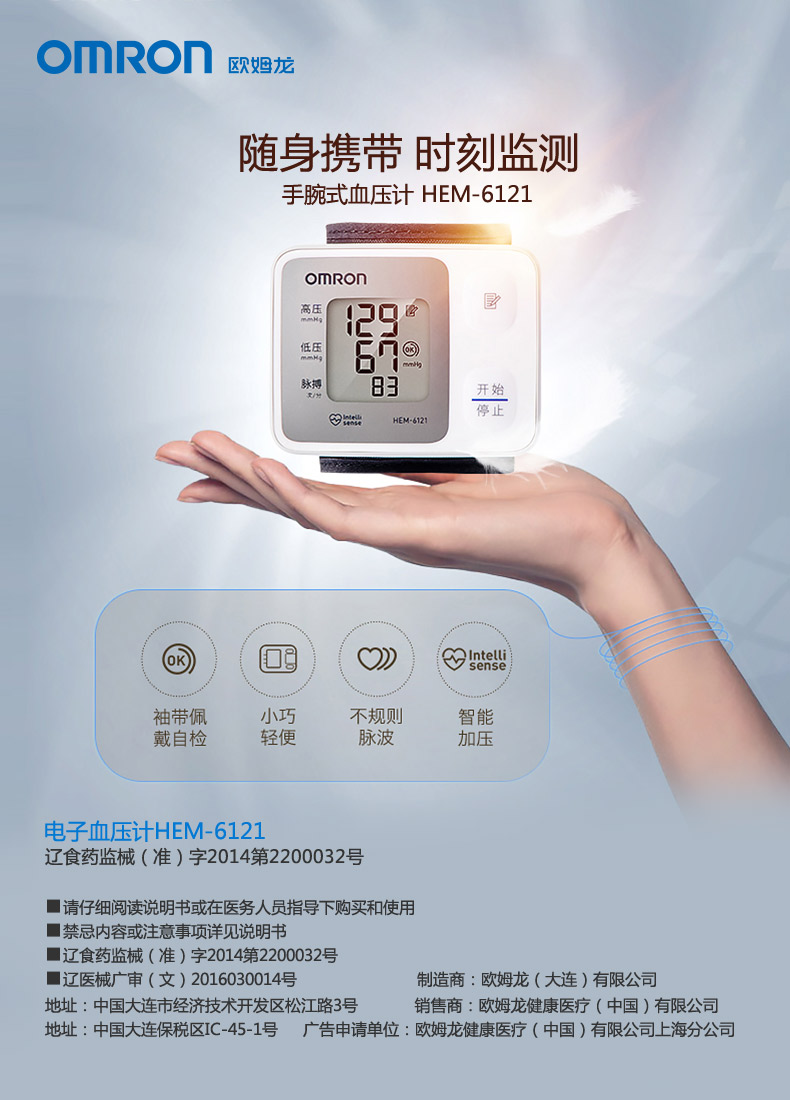 OMRON 欧姆龙
随身携带 时刻监测
手腕式血压计 HEM-6121
OMRON
高压
mmHg
129
低压
mmHg
67
OK
mmHg
脉搏
次/分
83
Intelli
sense
HEM-6121
开始
停止
OK
Intelli
sense
袖带佩
戴自检
小巧
轻便
不规则
脉波
智能
加压
电子血压计HEM-6121
辽食药监械(准)字2014第2200032号
■请仔细阅读说明书或在医务人员指导下购买和使用
■禁忌内容或注意事项详见说明书
■辽食药监械(准)字2014第2200032号
■辽医械广审(文)2016030014号 制造商:欧姆龙(大连)有限公司
地址:中国大连市经济技术开发区松江路3号 销售商:欧姆龙健康医疗(中国)有限公司
地址:中国大连保税区IC-45-1号 广告申请单位:欧姆龙健康医疗(中国)有限公司上海分公司